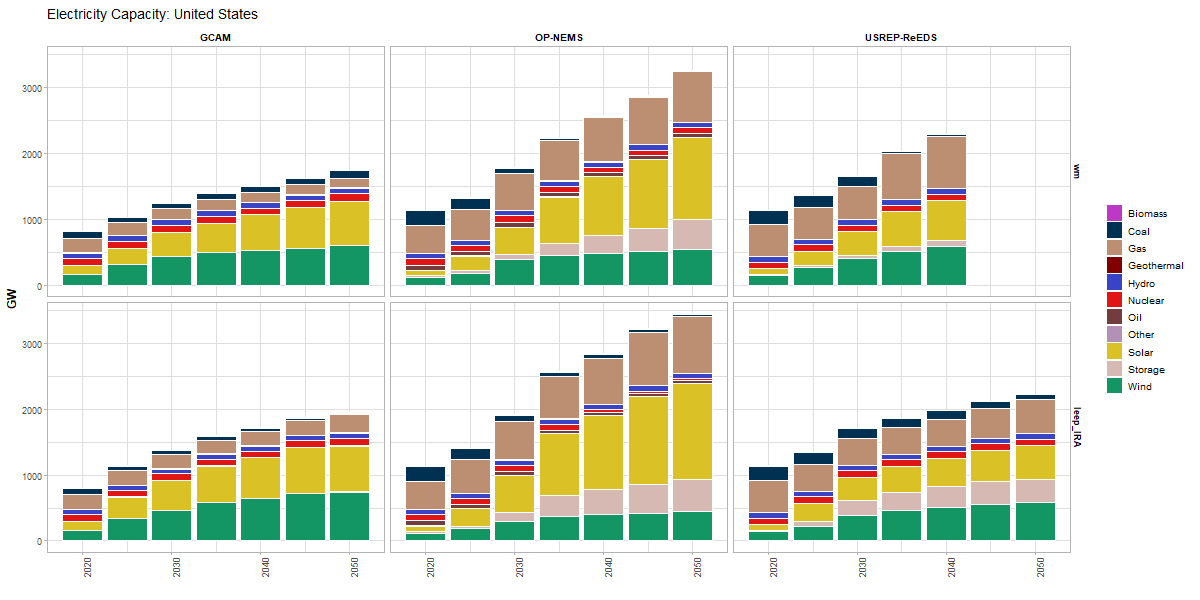 Electricity Capacity: United States
GCAM
OP-NEMS
USREP-ReEDS
3000
2000
1000
0
wm
GW
3000
2000
1000
0
leep_IRA
2020
2030
2040
2050
2020
2030
2040
2050
2020
2030
2040
2050
Biomass
Coal
Gas
Geothermal
Hydro
Nuclear
Oil
Other
Solar
Storage
Wind